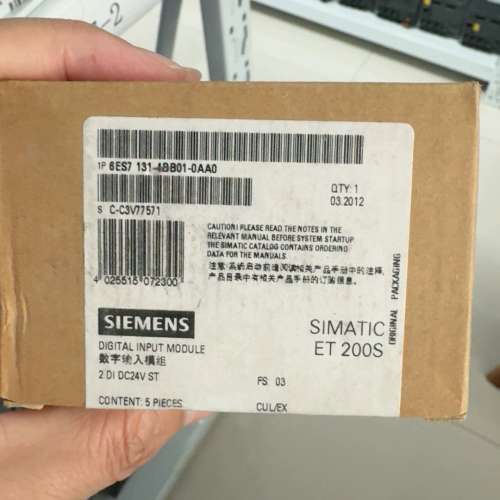 -2
1P 6ES7 131-4BB01-0AA0
QTY: 1
03.2012
S C-C3V77571
CAUTION! PLEASE READ THE NOTES IN THE
RELEVANT MANUAL BEFORE SYSTEM STARTUP
THE SIMATIC CATALOG CONTAINS ORDERING
DATA FOR THE MANUALS.
注意:系统启动前请阅读相关产品手册中的注释,
产品目录中有相关产品手册的订购信息.
4 025515 072300
ORIGINAL PACKAGING
SIEMENS
SIMATIC
ET 200S
DIGITAL INPUT MODULE
数字输入模组
2 DI DC24V ST
FS: 03
CONTENT: 5 PIECES
CUL/EX